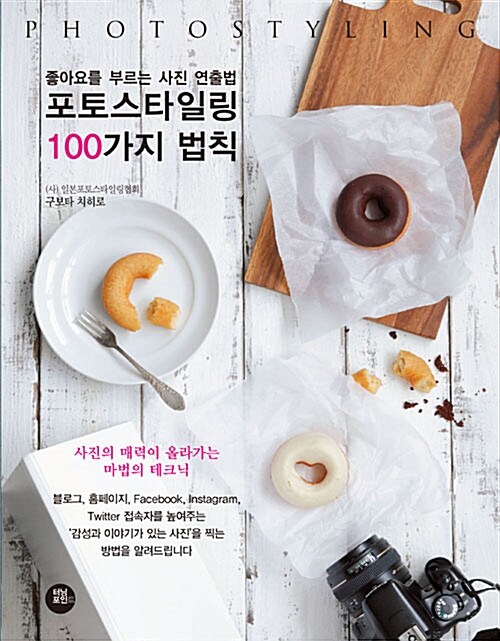 PHOTOSTYLING
좋아요를 부르는 사진 연출법
포토스타일링
100가지 법칙
(사) 일본포토스타일링협회
구보타 치히로
사진의 매력이 올라가는
마법의 테크닉
블로그, 홈페이지, Facebook, Instagram,
Twitter 접속자를 높여주는
'감성과 이야기가 있는 사진'을 찍는
방법을 알려드립니다
터닝
포인트